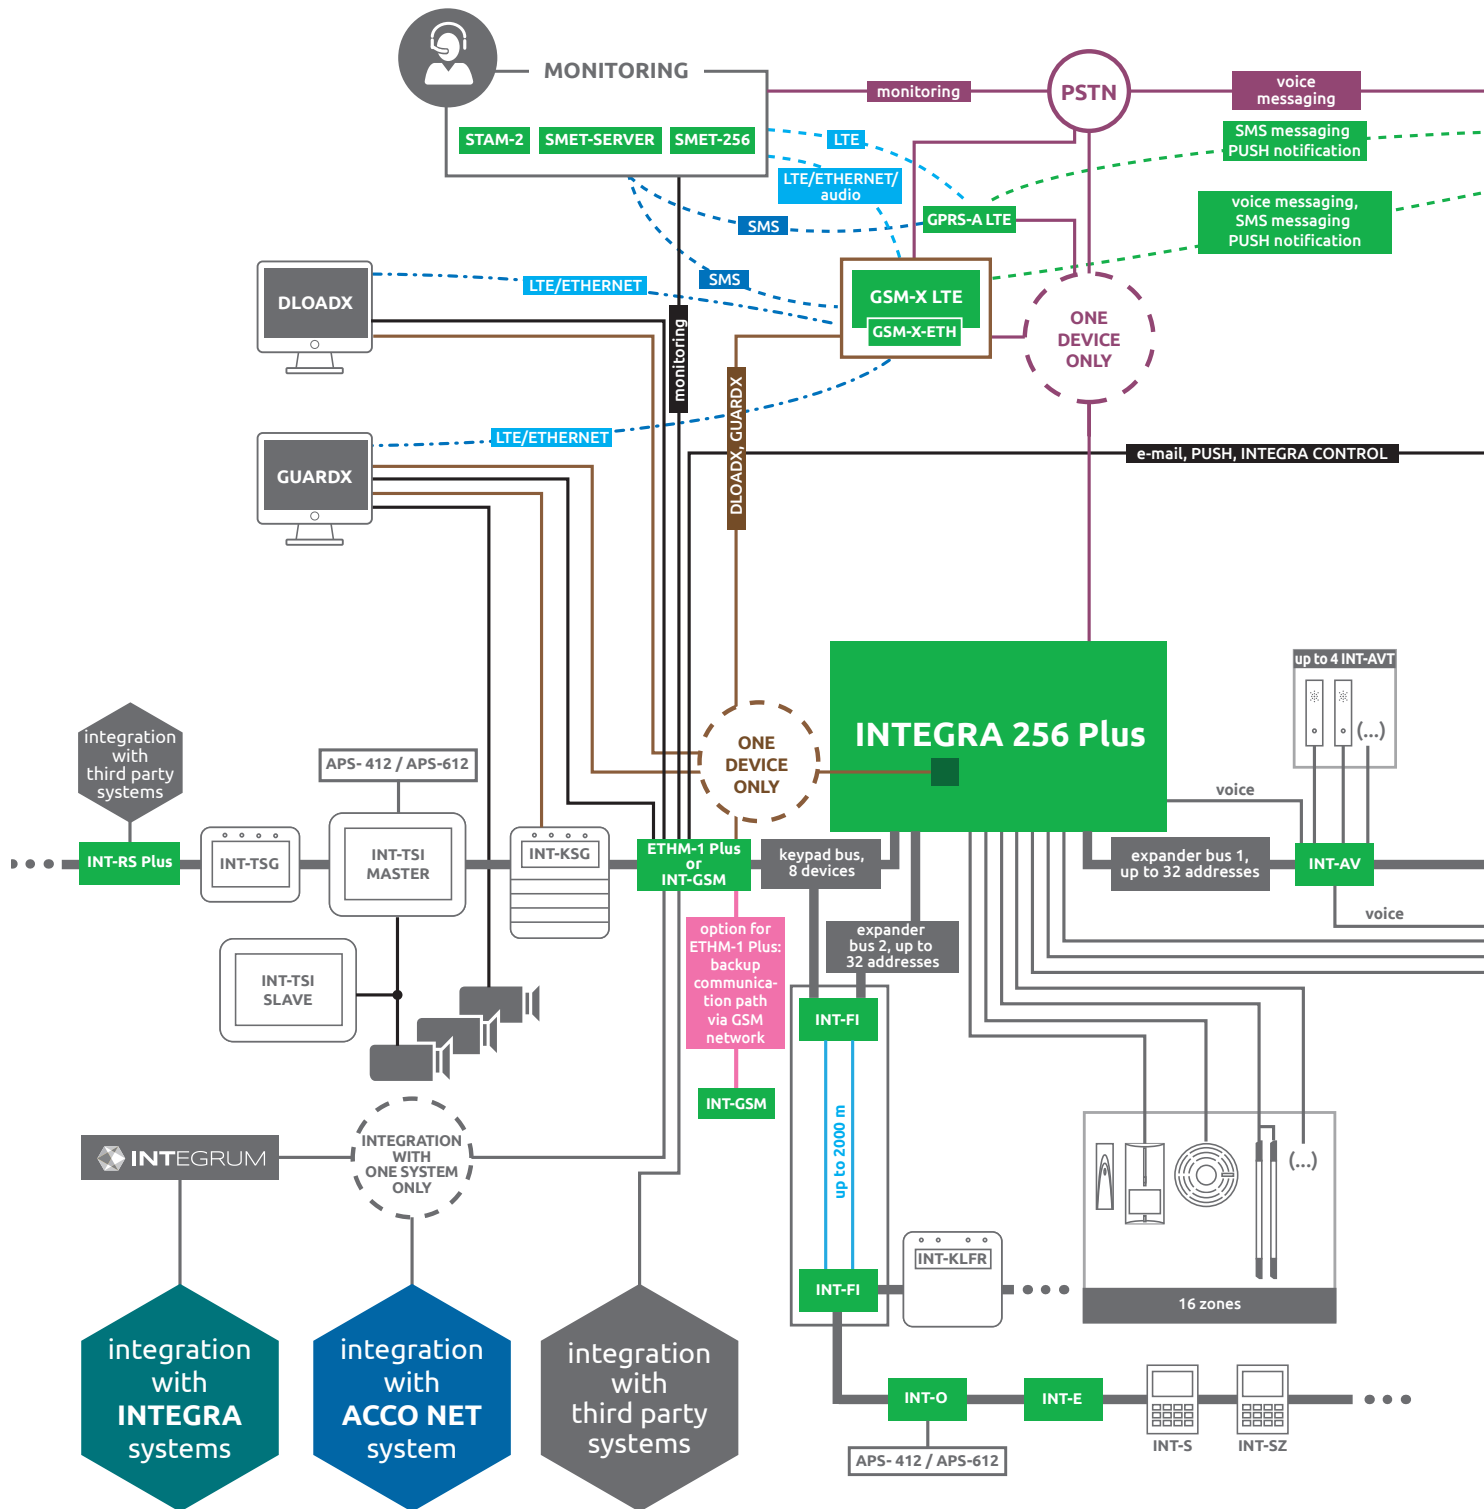 MONITORING
STAM-2
SMET-SERVER
SMET-256
monitoring
PSTN
voice
messaging
SMS messaging
PUSH notification
LTE
LTE/ETHERNET/
audio
GPRS-A LTE
voice messaging,
SMS messaging
PUSH notification
SMS
SMS
DLOADX
LTE/ETHERNET
GSM-X LTE
GSM-X-ETH
ONE
DEVICE
ONLY
monitoring
DLOADX, GUARDX
LTE/ETHERNET
GUARDX
e-mail, PUSH, INTEGRA CONTROL
up to 4 INT-AVT
(...)
INTEGRA 256 Plus
ONE
DEVICE
ONLY
integration
with
third party
systems
APS- 412 / APS-612
voice
INT-RS Plus
INT-TSG
INT-TSI
MASTER
INT-KSG
ETHM-1 Plus
or
INT-GSM
keypad bus,
8 devices
expander bus 1,
up to 32 addresses
INT-AV
voice
option for
ETHM-1 Plus:
backup
communica-
tion path
via GSM
network
expander
bus 2, up to
32 addresses
INT-TSI
SLAVE
INT-FI
INT-GSM
up to 2000 m
INTEGRUM
INTEGRATION
WITH
ONE SYSTEM
ONLY
(...)
INT-KLFR
INT-FI
16 zones
integration
with
INTEGRA
systems
integration
with
ACCO NET
system
integration
with
third party
systems
INT-O
INT-E
INT-S
INT-SZ
APS- 412 / APS-612